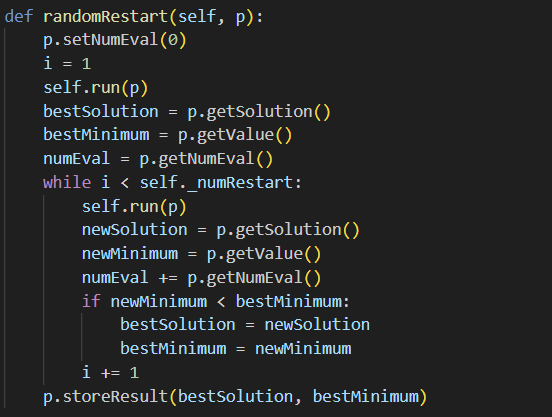 def randomRestart(self, p):
    p.setNumEval(0)
    i = 1
    self.run(p)
    bestSolution = p.getSolution()
    bestMinimum = p.getValue()
    numEval = p.getNumEval()
    while i < self._numRestart:
        self.run(p)
        newSolution = p.getSolution()
        newMinimum = p.getValue()
        numEval += p.getNumEval()
        if newMinimum < bestMinimum:
            bestSolution = newSolution
            bestMinimum = newMinimum
        i += 1
    p.storeResult(bestSolution, bestMinimum)